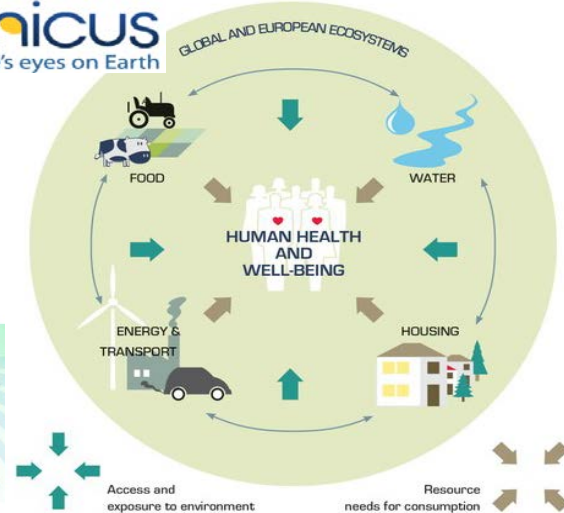 nicus
's eyes on Earth
GLOBAL AND EUROPEAN ECOSYSTEMS
FOOD
WATER
HUMAN HEALTH
AND
WELL-BEING
ENERGY &
TRANSPORT
HOUSING
Access and
exposure to environment
Resource
needs for consumption